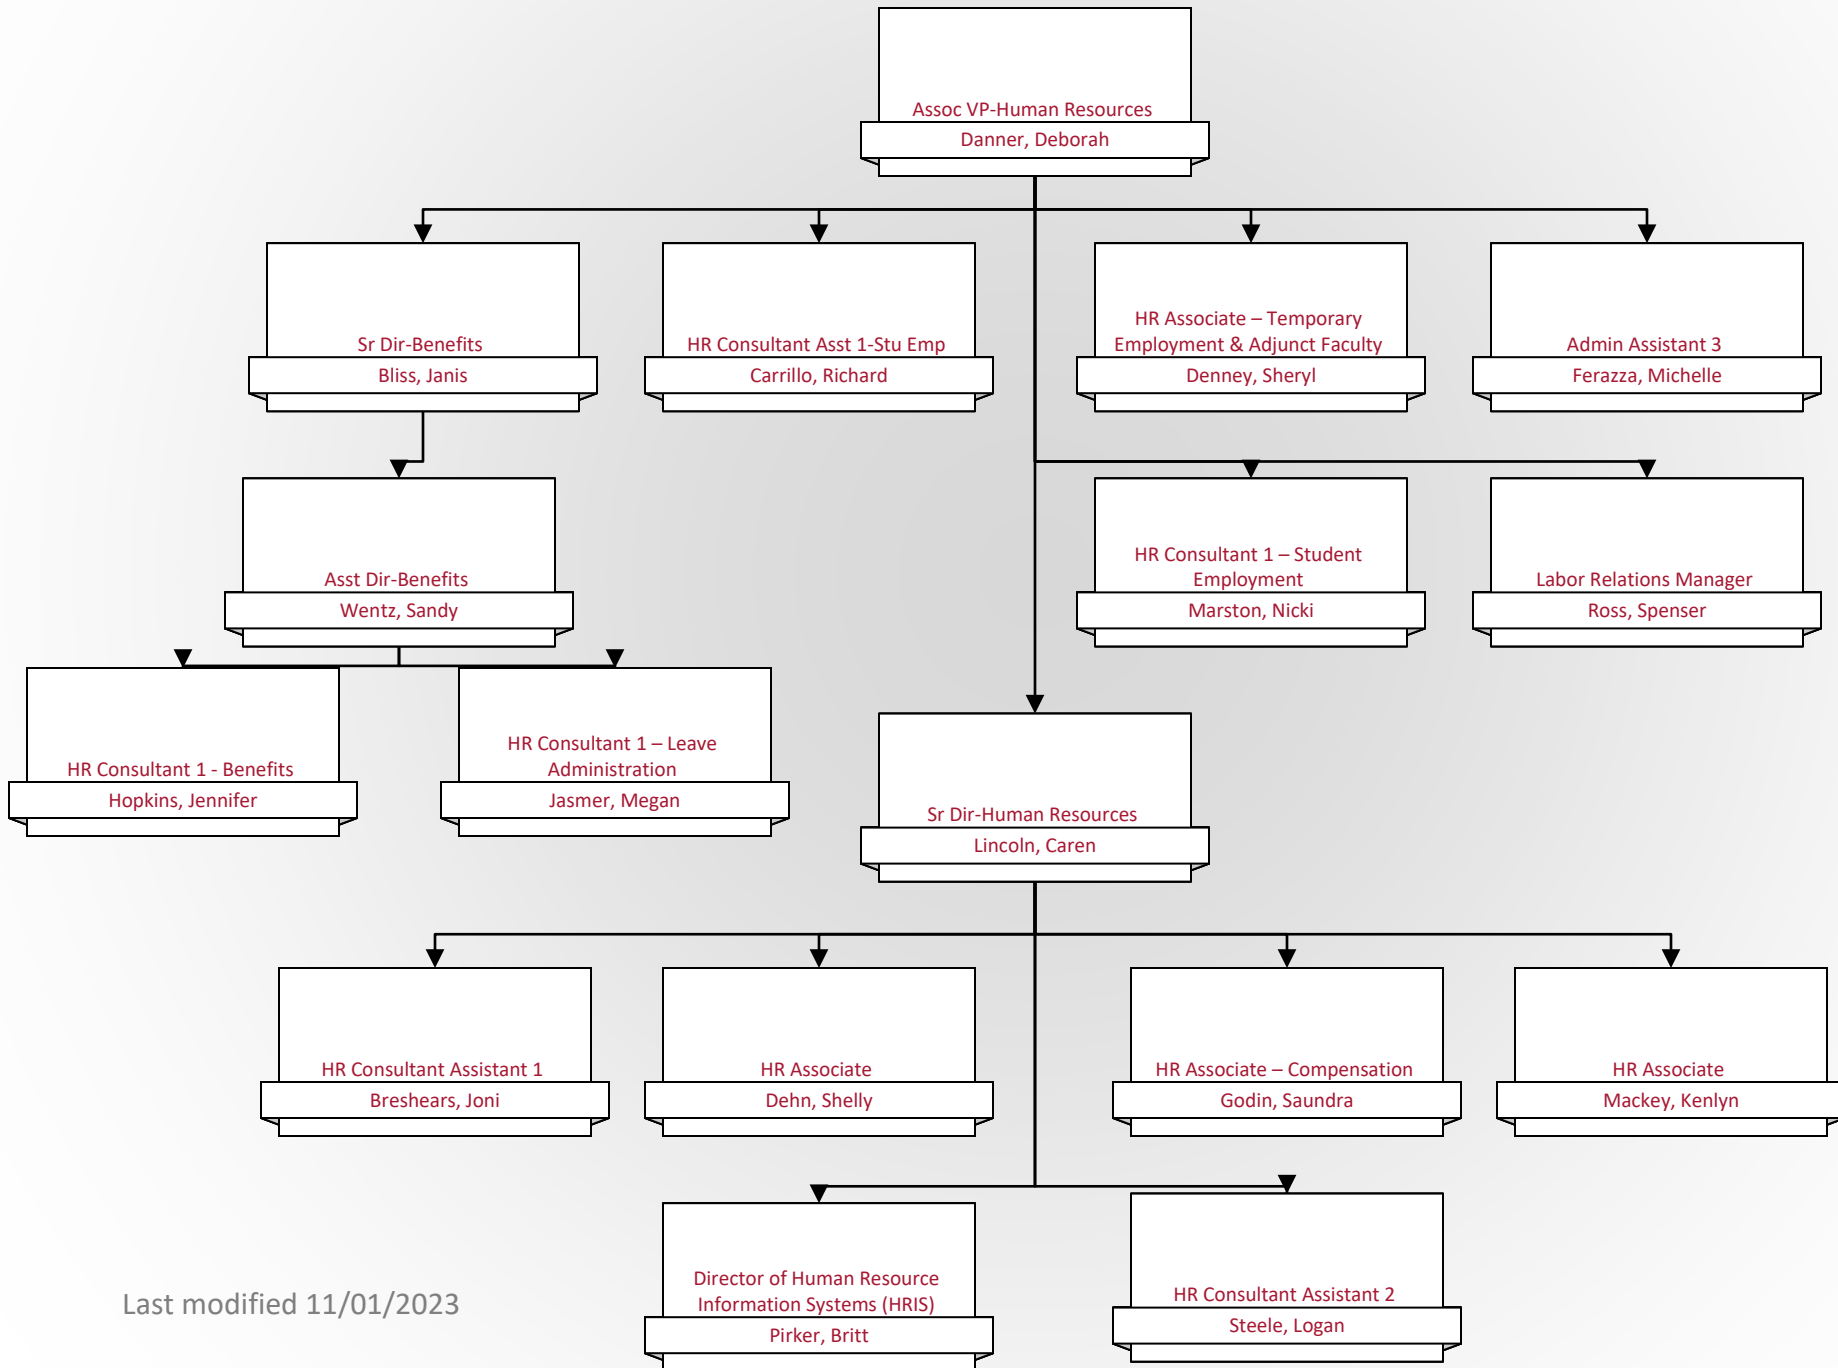 Assoc VP-Human Resources
Danner, Deborah
Sr Dir-Benefits
Bliss, Janis
HR Consultant Asst 1-Stu Emp
Carrillo, Richard
HR Associate – Temporary
Employment & Adjunct Faculty
Denney, Sheryl
Admin Assistant 3
Ferazza, Michelle
Asst Dir-Benefits
Wentz, Sandy
HR Consultant 1 – Student
Employment
Marston, Nicki
Labor Relations Manager
Ross, Spenser
HR Consultant 1 - Benefits
Hopkins, Jennifer
HR Consultant 1 – Leave
Administration
Jasmer, Megan
Sr Dir-Human Resources
Lincoln, Caren
HR Consultant Assistant 1
Breshears, Joni
HR Associate
Dehn, Shelly
HR Associate – Compensation
Godin, Saundra
HR Associate
Mackey, Kenlyn
Director of Human Resource
Information Systems (HRIS)
Pirker, Britt
HR Consultant Assistant 2
Steele, Logan
Last modified 11/01/2023